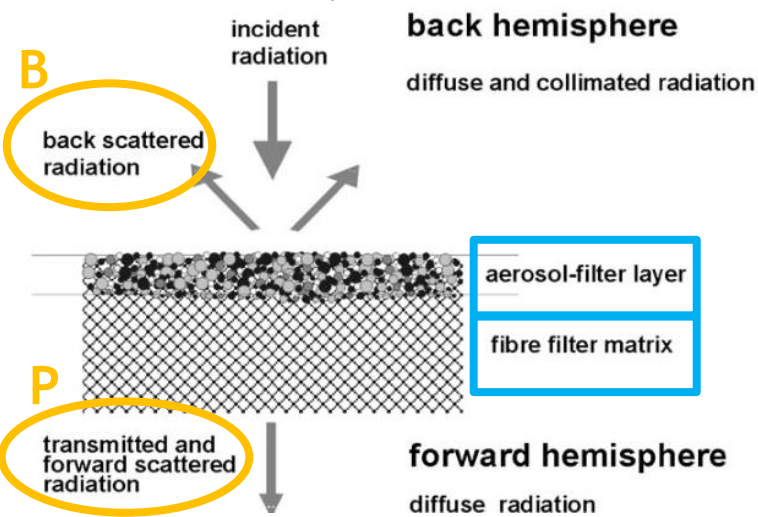 incident
radiation
back hemisphere
diffuse and collimated radiation
B
back scattered
radiation
aerosol-filter layer
fibre filter matrix
P
transmitted and
forward scattered
radiation
forward hemisphere
diffuse radiation